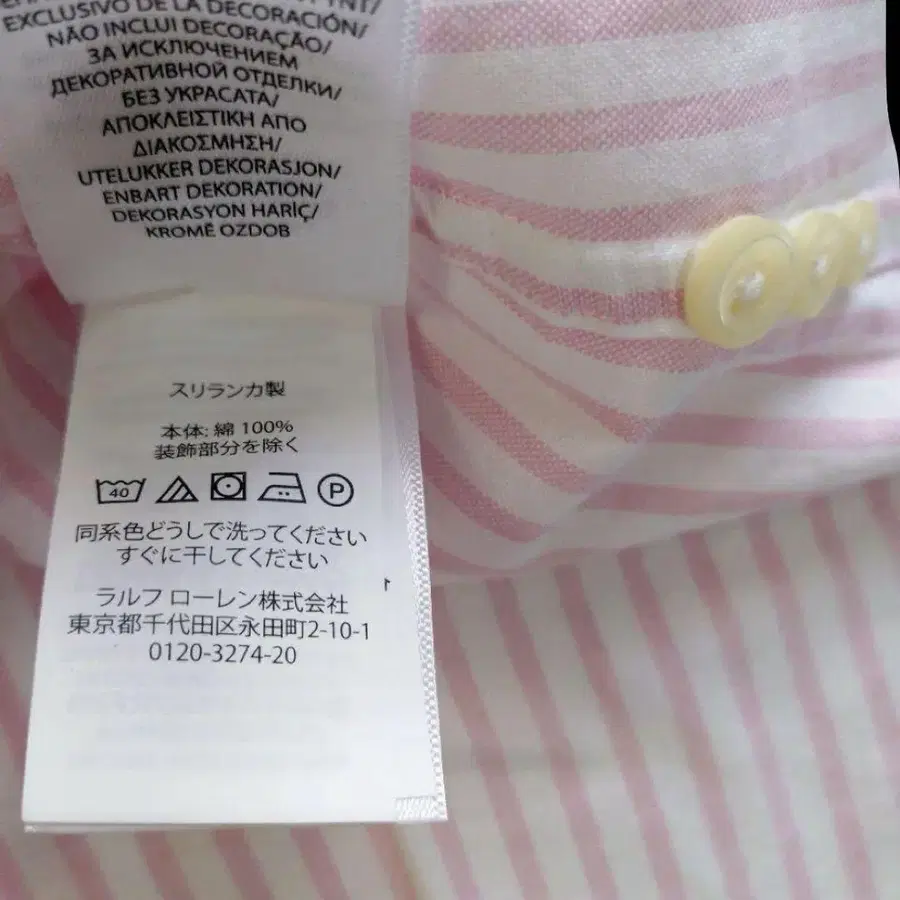 EXCLUSIVO DE LA DECORACIÓN/
NÃO INCLUI DECORAÇÃO/
ЗА ИСКЛЮЧЕНИЕМ
ДЕКОРАТИВНОЙ ОТДЕЛКИ/
БЕЗ УКРАСАТА/
ΑΠΟΚΛΕΙΣΤΙΚΗ ΑΠΟ
ΔΙΑΚΟΣΜΗΣΗ/
UTELUKKER DEKORASJON/
ENBART DEKORATION/
DEKORASYON HARİÇ/
KROMĚ OZDOB
スリランカ製
本体: 綿 100%
装飾部分を除く
40 P
同系色どうしで洗ってください
すぐに干してください
ラルフ ローレン株式会社
東京都千代田区永田町2-10-1
0120-3274-20